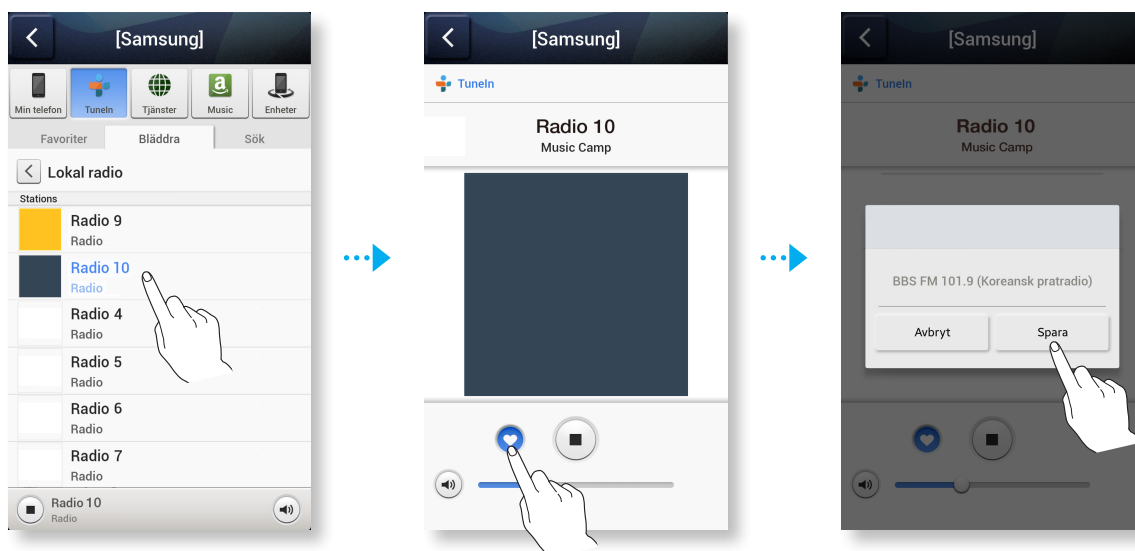 [Samsung]
Min telefon
TuneIn
Tjänster
Music
Enheter
Favoriter
Bläddra
Sök
Lokal radio
Stations
Radio 9
Radio
Radio 10
Radio
Radio 4
Radio
Radio 5
Radio
Radio 6
Radio
Radio 7
Radio
Radio 10
Radio
[Samsung]
TuneIn
Radio 10
Music Camp
[Samsung]
TuneIn
Radio 10
Music Camp
BBS FM 101.9 (Koreansk pratradio)
Avbryt
Spara